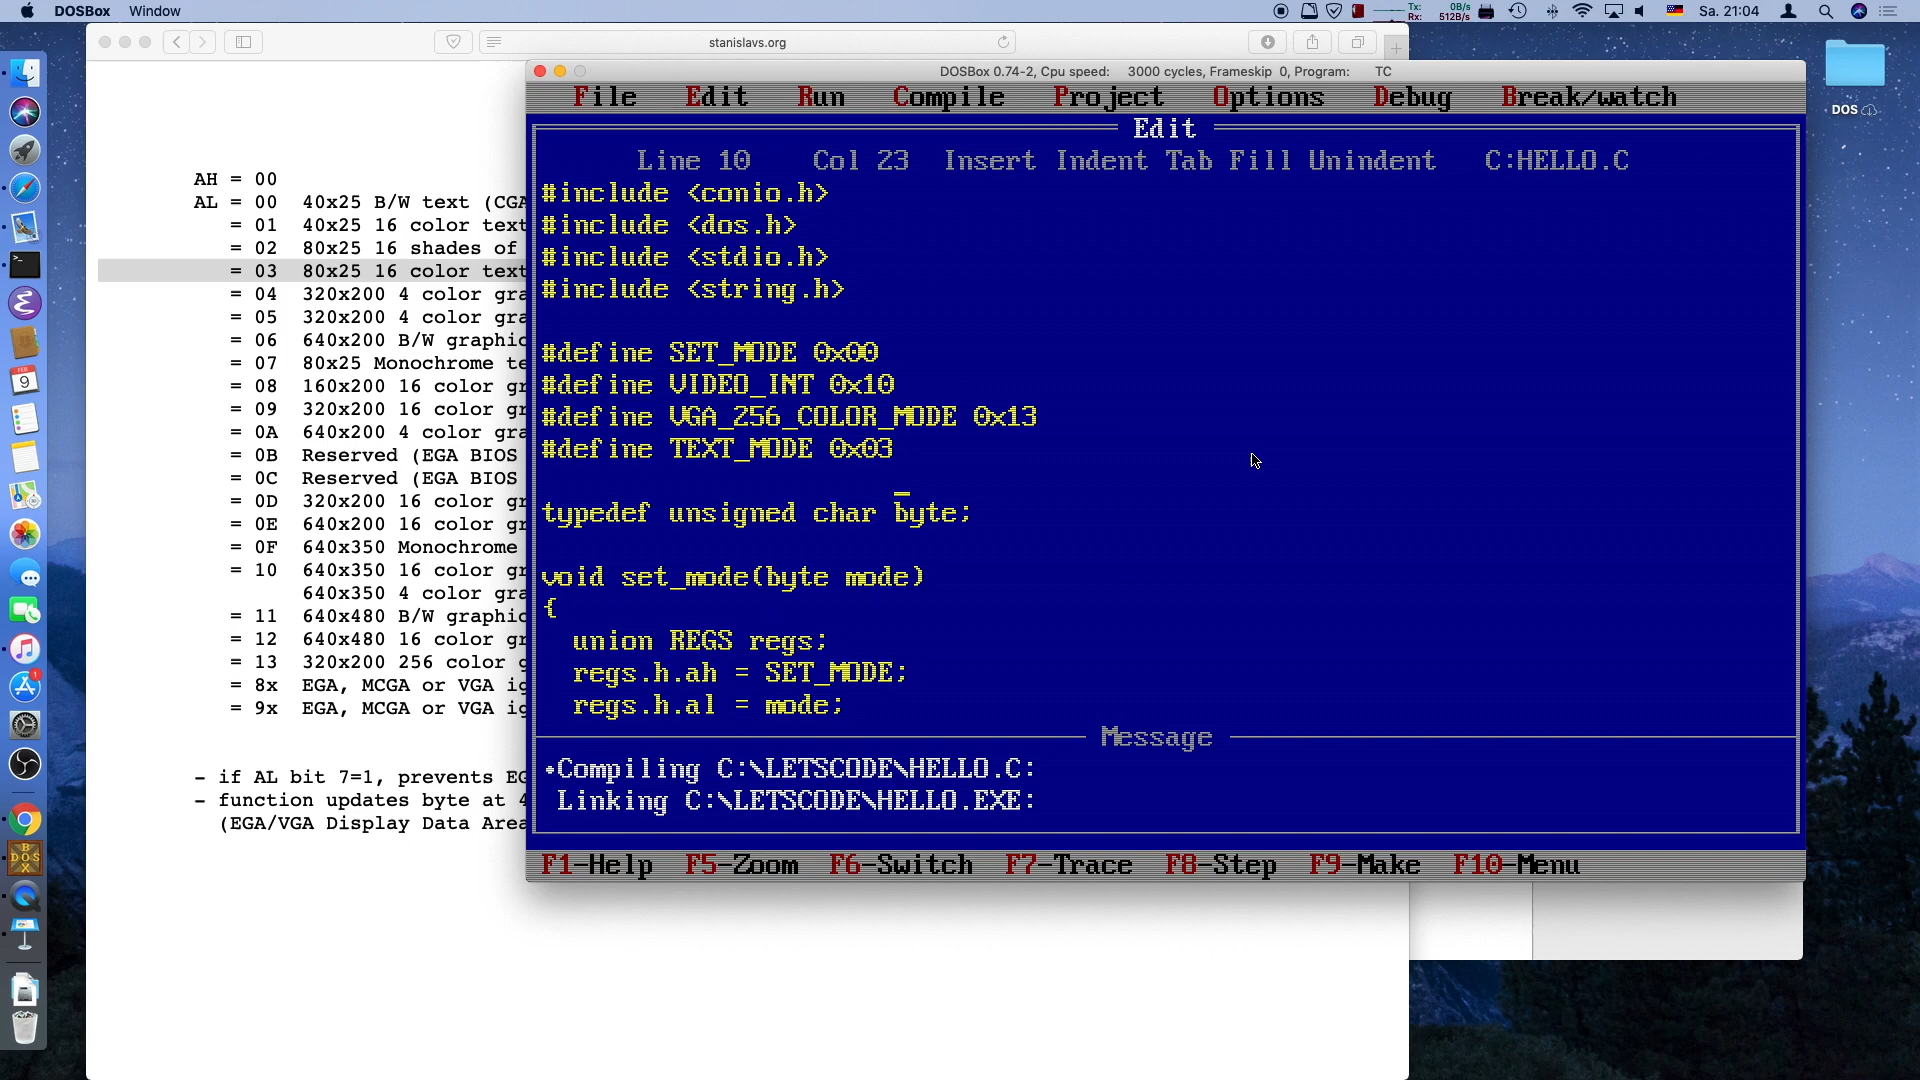 DOSBox Window
Tx: 0B/s
Rx: 512B/s
Sa. 21:04
stanislavs.org
DOSBox 0.74-2, Cpu speed: 3000 cycles, Frameskip 0, Program: TC
File Edit Run Compile Project Options Debug Break/watch
Edit
Line 10 Col 23 Insert Indent Tab Fill Unindent C:HELLO.C
#include <conio.h>
#include <dos.h>
#include <stdio.h>
#include <string.h>
#define SET_MODE 0x00
#define VIDEO_INT 0x10
#define VGA_256_COLOR_MODE 0x13
#define TEXT_MODE 0x03
typedef unsigned char byte;
void set_mode(byte mode)
{
union REGS regs;
regs.h.ah = SET_MODE;
regs.h.al = mode;
Message
•Compiling C:\LETSCODE\HELLO.C:
Linking C:\LETSCODE\HELLO.EXE:
F1-Help F5-Zoom F6-Switch F7-Trace F8-Step F9-Make F10-Menu
AH = 00
AL = 00 40x25 B/W text (CGA
= 01 40x25 16 color text
= 02 80x25 16 shades of
= 03 80x25 16 color text
= 04 320x200 4 color gra
= 05 320x200 4 color gra
= 06 640x200 B/W graphic
= 07 80x25 Monochrome te
= 08 160x200 16 color gr
= 09 320x200 16 color gr
= 0A 640x200 4 color gra
= 0B Reserved (EGA BIOS
= 0C Reserved (EGA BIOS
= 0D 320x200 16 color gr
= 0E 640x200 16 color gr
= 0F 640x350 Monochrome
= 10 640x350 16 color gr
640x350 4 color gra
= 11 640x480 B/W graphic
= 12 640x480 16 color gr
= 13 320x200 256 color g
= 8x EGA, MCGA or VGA ig
= 9x EGA, MCGA or VGA ig
- if AL bit 7=1, prevents EG
- function updates byte at 4
(EGA/VGA Display Data Area
DOS
FEB
9
1
BOX
DOS